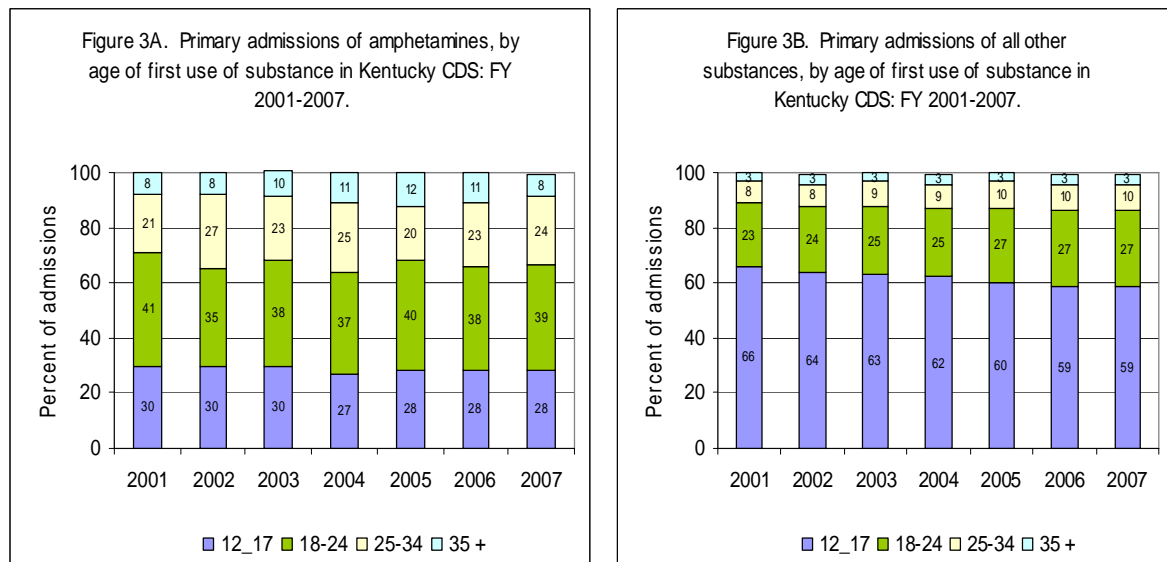 Figure 3A. Primary admissions of amphetamines, by
age of first use of substance in Kentucky CDS: FY
2001-2007.
Percent of admissions
100
80
60
40
20
0
8 8 10 11 12 11 8
21 27 23 25 20 23 24
41 35 38 37 40 38 39
30 30 30 27 28 28 28
2001 2002 2003 2004 2005 2006 2007
12_17 18-24 25-34 35 +
Figure 3B. Primary admissions of all other
substances, by age of first use of substance in
Kentucky CDS: FY 2001-2007.
Percent of admissions
100
80
60
40
20
0
3 3 3 3 3 3 3
8 8 9 9 10 10 10
23 24 25 25 27 27 27
66 64 63 62 60 59 59
2001 2002 2003 2004 2005 2006 2007
12_17 18-24 25-34 35 +